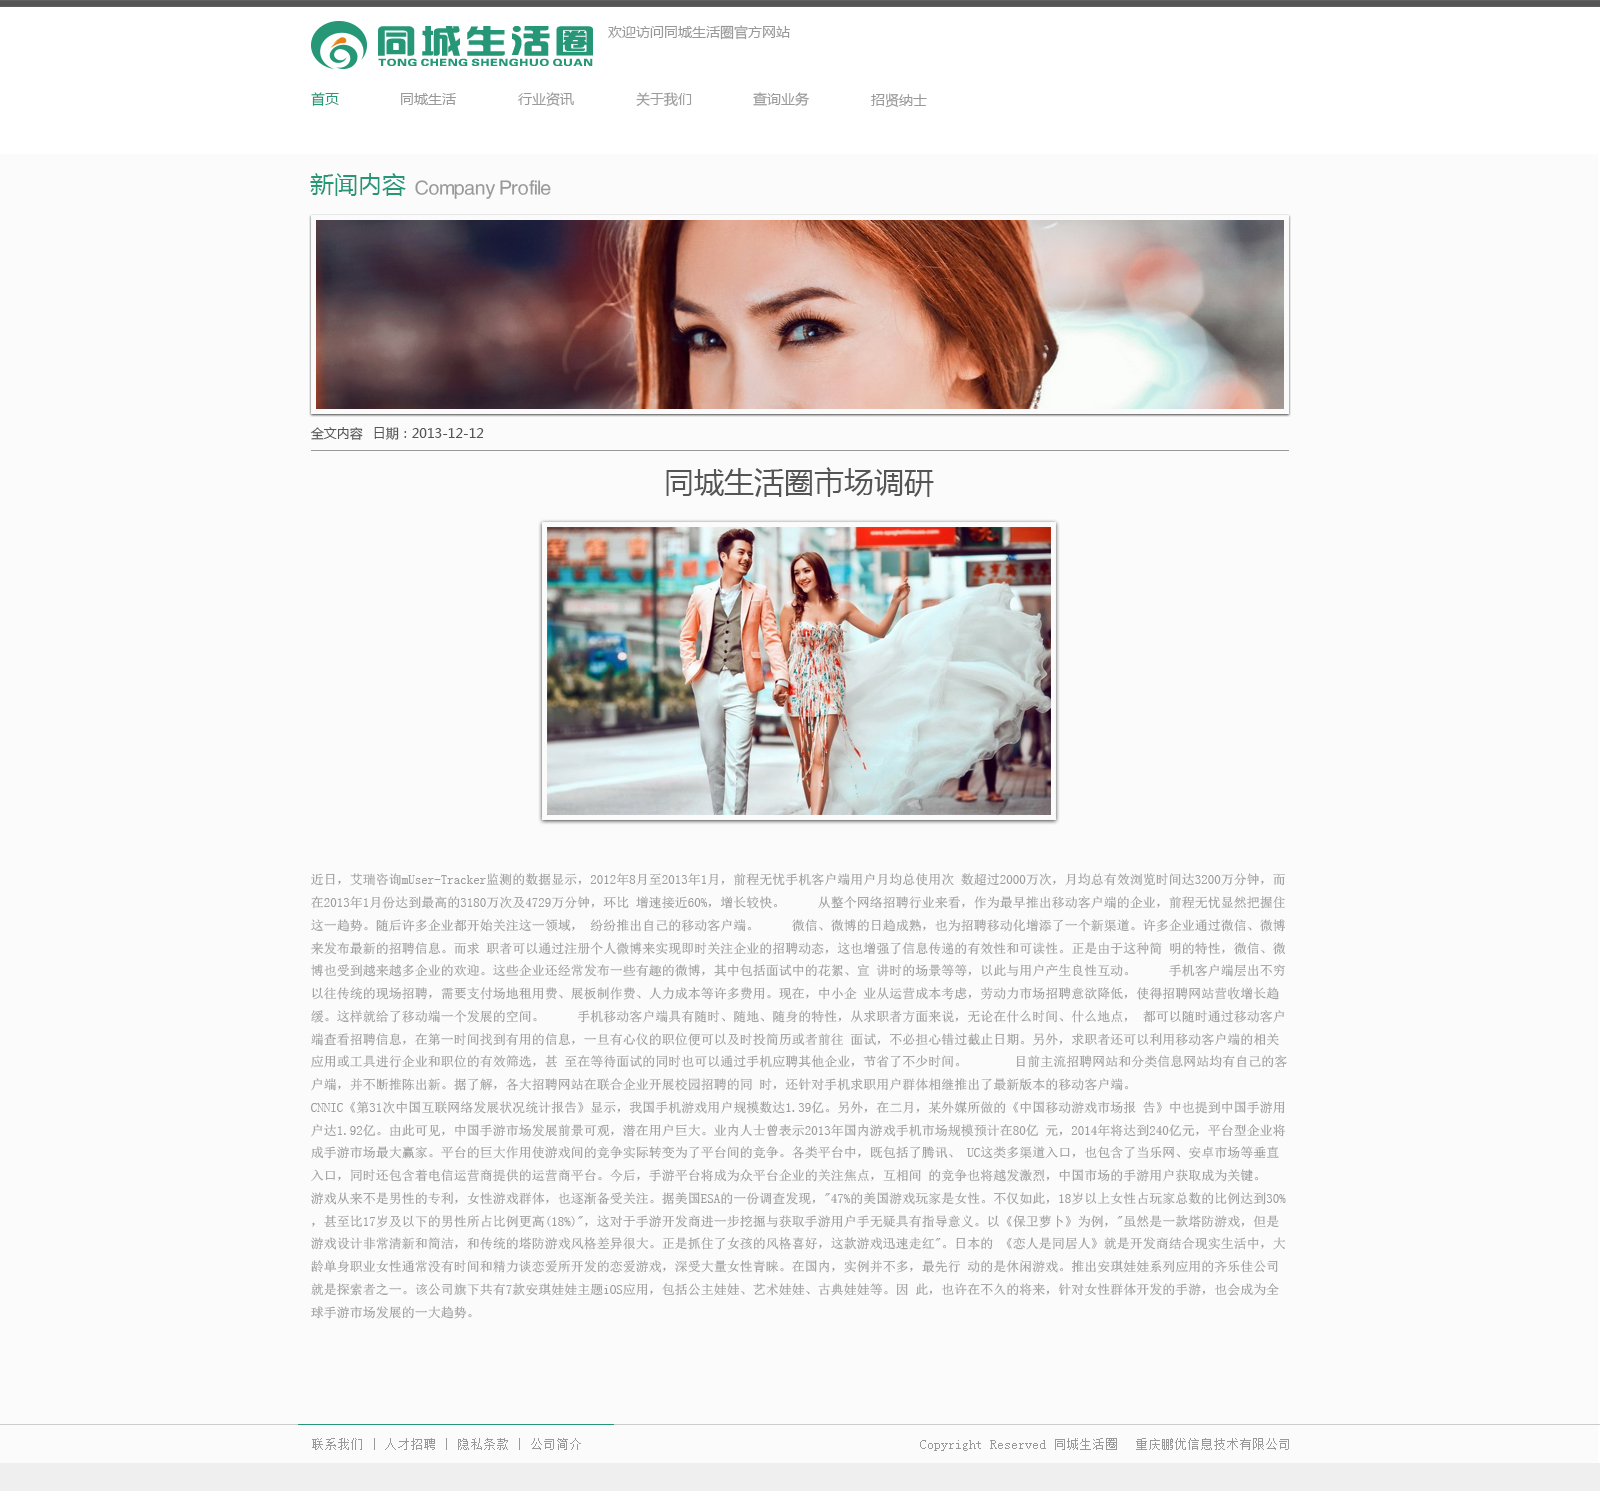 同城生活圈
TONG CHENG SHENGHUO QUAN
欢迎访问同城生活圈官方网站
首页 同城生活 行业资讯 关于我们 查询业务 招贤纳士
新闻内容 Company Profile
全文内容 日期：2013-12-12
同城生活圈市场调研
近日，艾瑞咨询mUser-Tracker监测的数据显示，2012年8月至2013年1月，前程无忧手机客户端用户月均总使用次 数超过2000万次，月均总有效浏览时间达3200万分钟，而
在2013年1月份达到最高的3180万次及4729万分钟，环比 增速接近60%，增长较快。 从整个网络招聘行业来看，作为最早推出移动客户端的企业，前程无忧显然把握住
这一趋势。随后许多企业都开始关注这一领域， 纷纷推出自己的移动客户端。 微信、微博的日趋成熟，也为招聘移动化增添了一个新渠道。许多企业通过微信、微博
来发布最新的招聘信息。而求 职者可以通过注册个人微博来实现即时关注企业的招聘动态，这也增强了信息传递的有效性和可读性。正是由于这种简 明的特性，微信、微
博也受到越来越多企业的欢迎。这些企业还经常发布一些有趣的微博，其中包括面试中的花絮、宣 讲时的场景等等，以此与用户产生良性互动。 手机客户端层出不穷
以往传统的现场招聘，需要支付场地租用费、展板制作费、人力成本等许多费用。现在，中小企 业从运营成本考虑，劳动力市场招聘意欲降低，使得招聘网站营收增长趋
缓。这样就给了移动端一个发展的空间。 手机移动客户端具有随时、随地、随身的特性，从求职者方面来说，无论在什么时间、什么地点， 都可以随时通过移动客户
端查看招聘信息，在第一时间找到有用的信息，一旦有心仪的职位便可以及时投简历或者前往 面试，不必担心错过截止日期。另外，求职者还可以利用移动客户端的相关
应用或工具进行企业和职位的有效筛选，甚 至在等待面试的同时也可以通过手机应聘其他企业，节省了不少时间。 目前主流招聘网站和分类信息网站均有自己的客
户端，并不断推陈出新。据了解，各大招聘网站在联合企业开展校园招聘的同 时，还针对手机求职用户群体相继推出了最新版本的移动客户端。
CNNIC《第31次中国互联网络发展状况统计报告》显示，我国手机游戏用户规模数达1.39亿。另外，在二月，某外媒所做的《中国移动游戏市场报 告》中也提到中国手游用
户达1.92亿。由此可见，中国手游市场发展前景可观，潜在用户巨大。业内人士曾表示2013年国内游戏手机市场规模预计在80亿 元，2014年将达到240亿元，平台型企业将
成手游市场最大赢家。平台的巨大作用使游戏间的竞争实际转变为了平台间的竞争。各类平台中，既包括了腾讯、 UC这类多渠道入口，也包含了当乐网、安卓市场等垂直
入口，同时还包含着电信运营商提供的运营商平台。今后，手游平台将成为众平台企业的关注焦点，互相间 的竞争也将越发激烈，中国市场的手游用户获取成为关键。
游戏从来不是男性的专利，女性游戏群体，也逐渐备受关注。据美国ESA的一份调查发现，"47%的美国游戏玩家是女性。不仅如此，18岁以上女性占玩家总数的比例达到30%
，甚至比17岁及以下的男性所占比例更高(18%)"，这对于手游开发商进一步挖掘与获取手游用户手无疑具有指导意义。以《保卫萝卜》为例，"虽然是一款塔防游戏，但是
游戏设计非常清新和简洁，和传统的塔防游戏风格差异很大。正是抓住了女孩的风格喜好，这款游戏迅速走红"。日本的 《恋人是同居人》就是开发商结合现实生活中，大
龄单身职业女性通常没有时间和精力谈恋爱所开发的恋爱游戏，深受大量女性青睐。在国内，实例并不多，最先行 动的是休闲游戏。推出安琪娃娃系列应用的齐乐佳公司
就是探索者之一。该公司旗下共有7款安琪娃娃主题iOS应用，包括公主娃娃、艺术娃娃、古典娃娃等。因 此，也许在不久的将来，针对女性群体开发的手游，也会成为全
球手游市场发展的一大趋势。
联系我们 | 人才招聘 | 隐私条款 | 公司简介
Copyright Reserved 同城生活圈 重庆鹏优信息技术有限公司